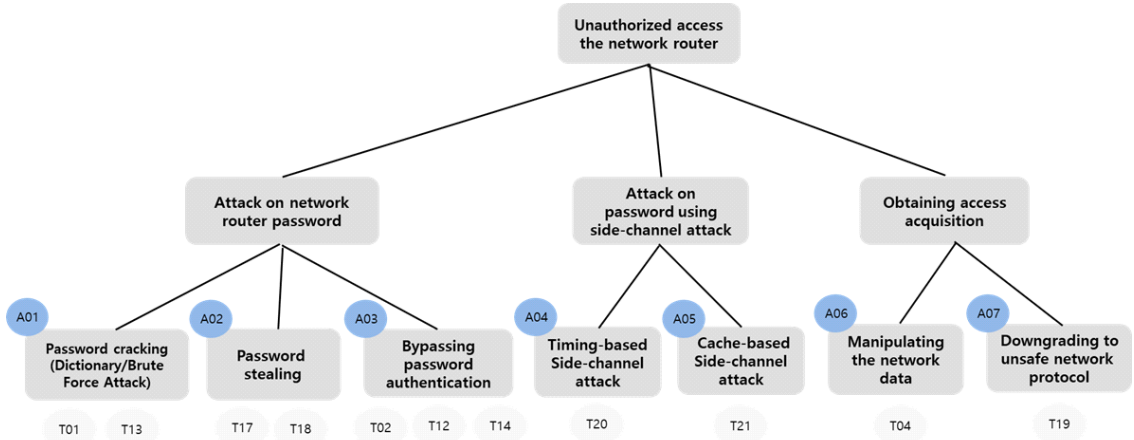 Unauthorized access
the network router
Attack on network
router password
Attack on
password using
side-channel attack
Obtaining access
acquisition
A01
Password cracking
(Dictionary/Brute
Force Attack)
A02
Password
stealing
A03
Bypassing
password
authentication
A04
Timing-based
Side-channel
attack
A05
Cache-based
Side-channel
attack
A06
Manipulating
the network
data
A07
Downgrading to
unsafe network
protocol
T01
T13
T17
T18
T02
T12
T14
T20
T21
T04
T19